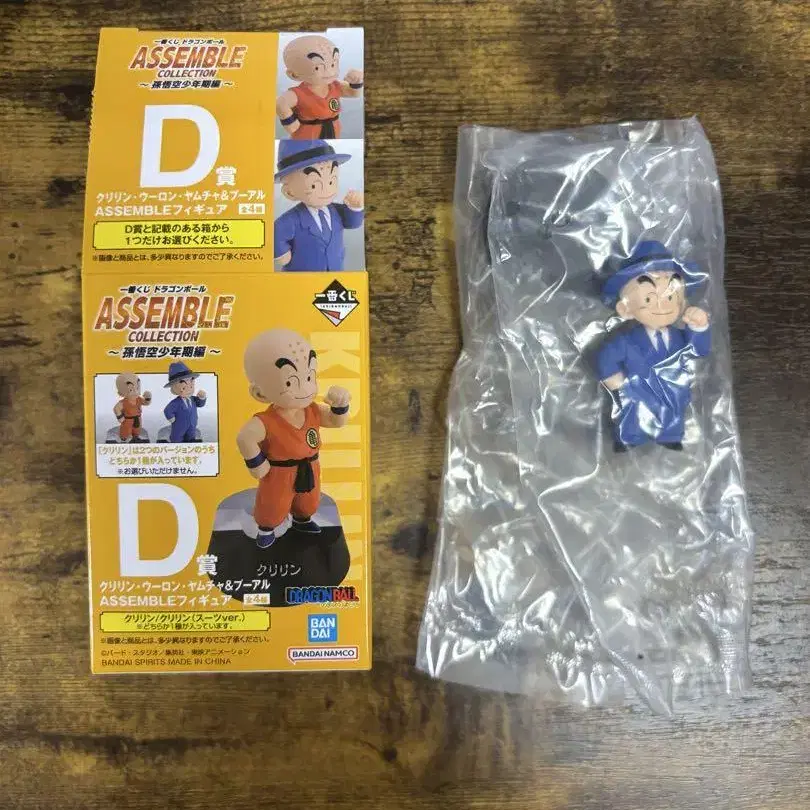 一番くじ ドラゴンボール
ASSEMBLE
COLLECTION
～ 孫悟空少年期編 ～
D賞
クリリン・ウーロン・ヤムチャ&プーアル
ASSEMBLEフィギュア 全4種
D賞と記載のある箱から
1つだけお選びください。
※画像と商品とは、多少異なりますのでご了承ください。
一番くじ ドラゴンボール
ASSEMBLE
COLLECTION
～ 孫悟空少年期編 ～
一番くじ
KRILLIN
「クリリン」は2つのバージョンのうち
どちらか1種が入っています。
※お選びいただけません。
D賞
クリリン
クリリン・ウーロン・ヤムチャ&プーアル
ASSEMBLEフィギュア 全4種
DRAGON BALL
クリリン/クリリン(スーツver.)
※どちらか1種が入っています。
※画像と商品とは、多少異なりますのでご了承ください。
BAN
DAI
©バード・スタジオ/集英社・東映アニメーション
BANDAI SPIRITS MADE IN CHINA
BANDAI NAMCO